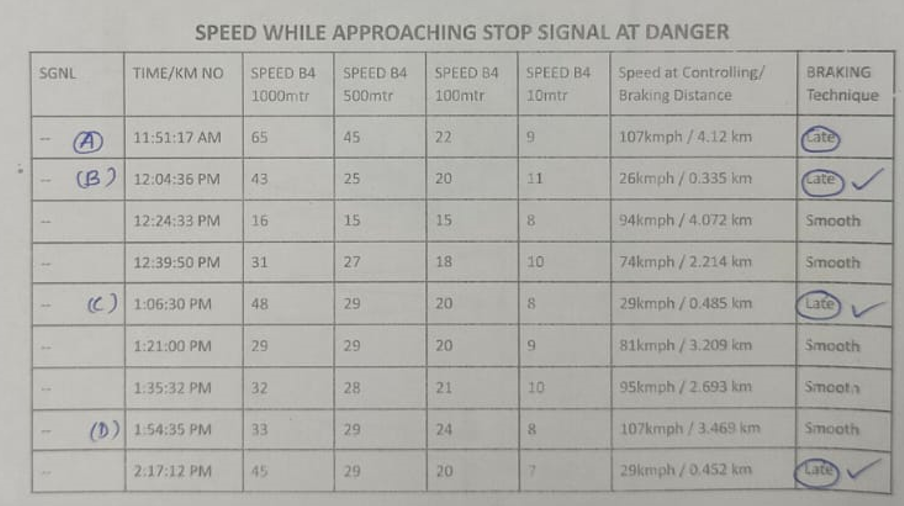 SPEED WHILE APPROACHING STOP SIGNAL AT DANGER
SGNL TIME/KM NO SPEED B4 1000mtr SPEED B4 500mtr SPEED B4 100mtr SPEED B4 10mtr Speed at Controlling/ Braking Distance BRAKING Technique
-- (A) 11:51:17 AM 65 45 22 9 107kmph / 4.12 km Late
-- (B) 12:04:36 PM 43 25 20 11 26kmph / 0.335 km Late ✓
-- 12:24:33 PM 16 15 15 8 94kmph / 4.072 km Smooth
-- 12:39:50 PM 31 27 18 10 74kmph / 2.214 km Smooth
-- (C) 1:06:30 PM 48 29 20 8 29kmph / 0.485 km Late ✓
-- 1:21:00 PM 29 29 20 9 81kmph / 3.209 km Smooth
-- 1:35:32 PM 32 28 21 10 95kmph / 2.693 km Smooth
-- (D) 1:54:35 PM 33 29 24 8 107kmph / 3.469 km Smooth
-- 2:17:12 PM 45 29 20 7 29kmph / 0.452 km Late ✓